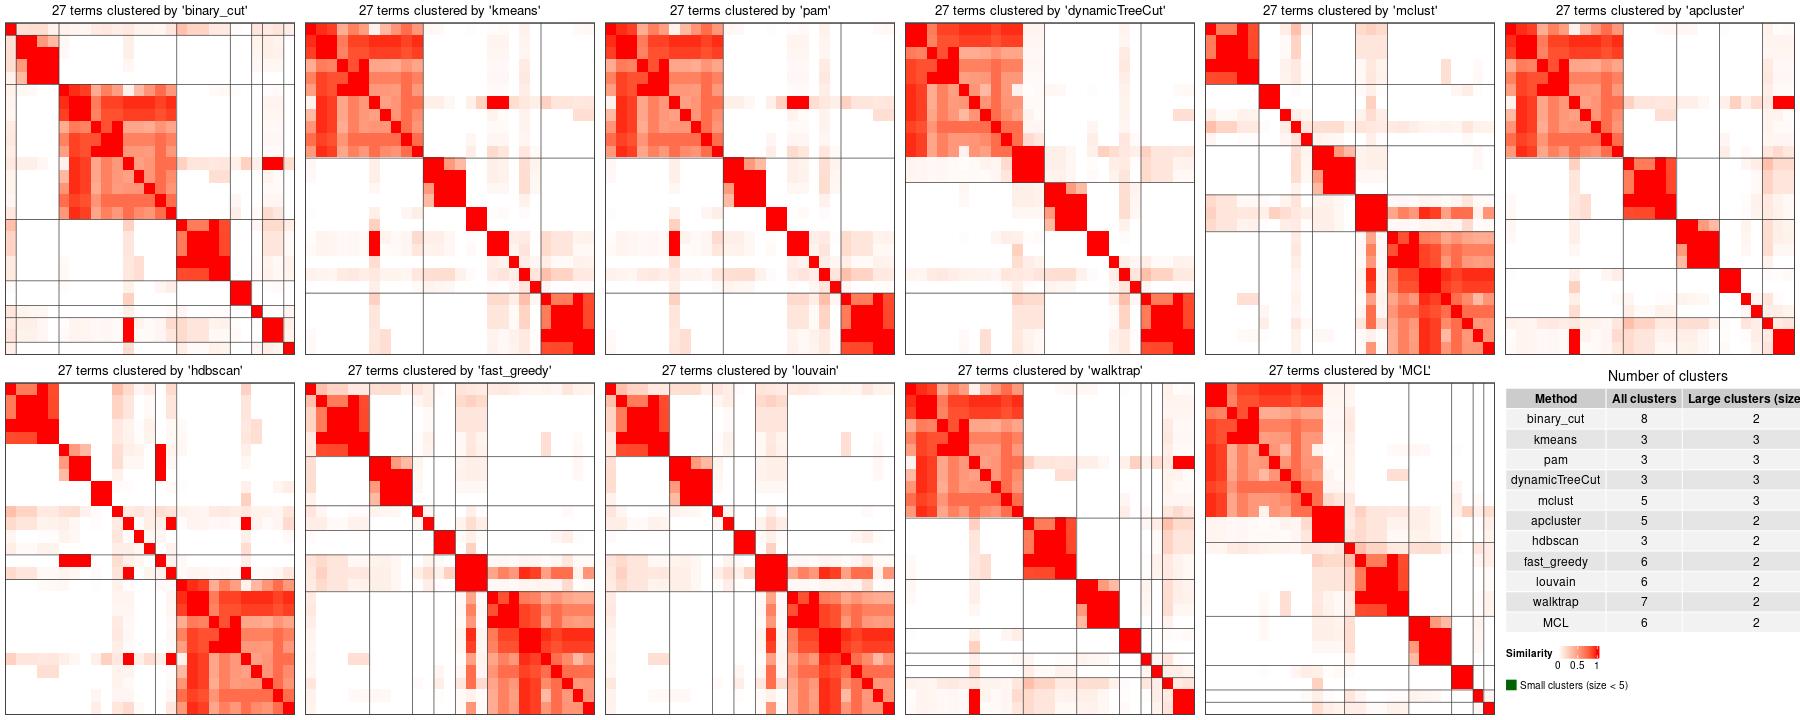 27 terms clustered by 'binary_cut'
27 terms clustered by 'kmeans'
27 terms clustered by 'pam'
27 terms clustered by 'dynamicTreeCut'
27 terms clustered by 'mclust'
27 terms clustered by 'apcluster'
27 terms clustered by 'hdbscan'
27 terms clustered by 'fast_greedy'
27 terms clustered by 'louvain'
27 terms clustered by 'walktrap'
27 terms clustered by 'MCL'
Number of clusters
Method All clusters Large clusters (size
binary_cut 8 2
kmeans 3 3
pam 3 3
dynamicTreeCut 3 3
mclust 5 3
apcluster 5 2
hdbscan 3 2
fast_greedy 6 2
louvain 6 2
walktrap 7 2
MCL 6 2
Similarity
0 0.5 1
Small clusters (size < 5)